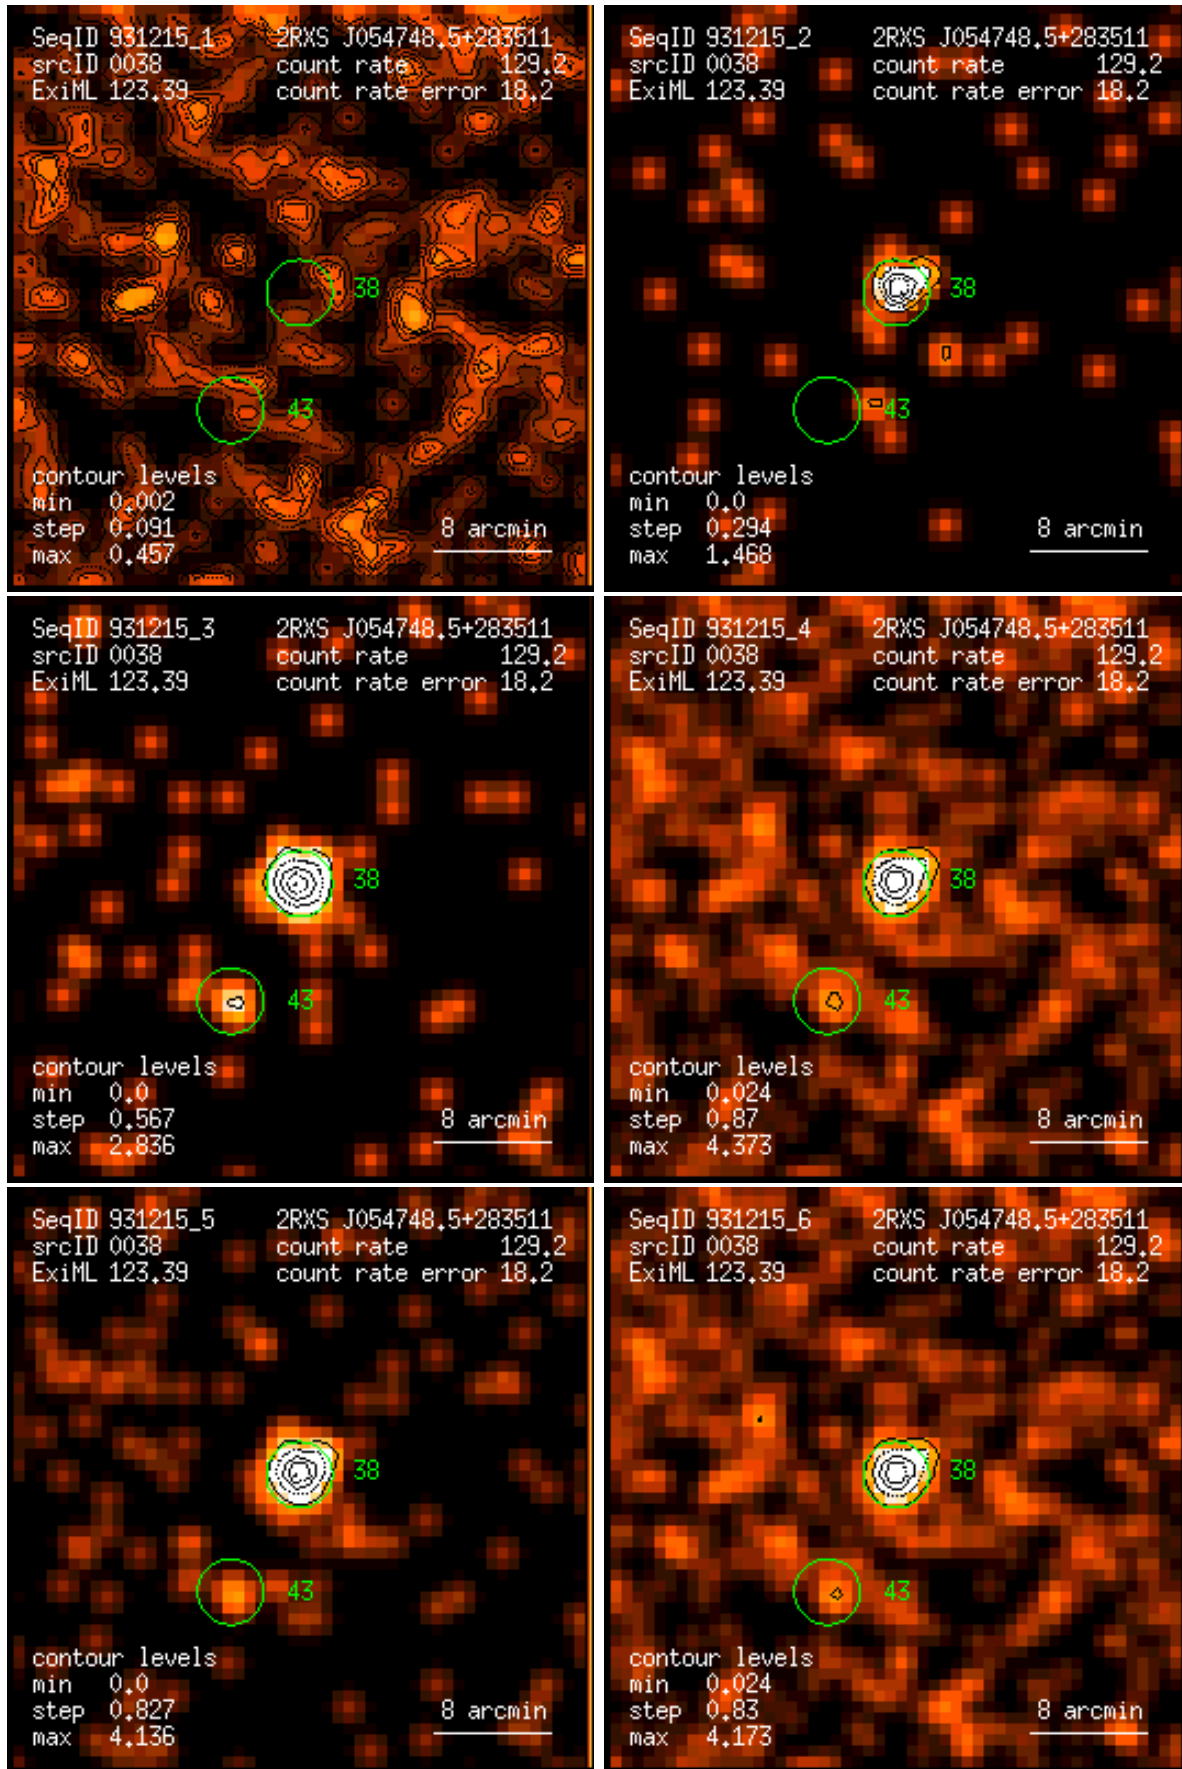 SeqID 931215_1 2RXS J054748.5+283511
srcID 0038 count rate 129.2
ExiML 123.39 count rate error 18.2
38
43
contour levels
min 0.002
step 0.091 8 arcmin
max 0.457
SeqID 931215_2 2RXS J054748.5+283511
srcID 0038 count rate 129.2
ExiML 123.39 count rate error 18.2
38
43
contour levels
min 0.0
step 0.294 8 arcmin
max 1.468
SeqID 931215_3 2RXS J054748.5+283511
srcID 0038 count rate 129.2
ExiML 123.39 count rate error 18.2
38
43
contour levels
min 0.0
step 0.567 8 arcmin
max 2.836
SeqID 931215_4 2RXS J054748.5+283511
srcID 0038 count rate 129.2
ExiML 123.39 count rate error 18.2
38
43
contour levels
min 0.024
step 0.87 8 arcmin
max 4.373
SeqID 931215_5 2RXS J054748.5+283511
srcID 0038 count rate 129.2
ExiML 123.39 count rate error 18.2
38
43
contour levels
min 0.0
step 0.827 8 arcmin
max 4.136
SeqID 931215_6 2RXS J054748.5+283511
srcID 0038 count rate 129.2
ExiML 123.39 count rate error 18.2
38
43
contour levels
min 0.024
step 0.83 8 arcmin
max 4.173